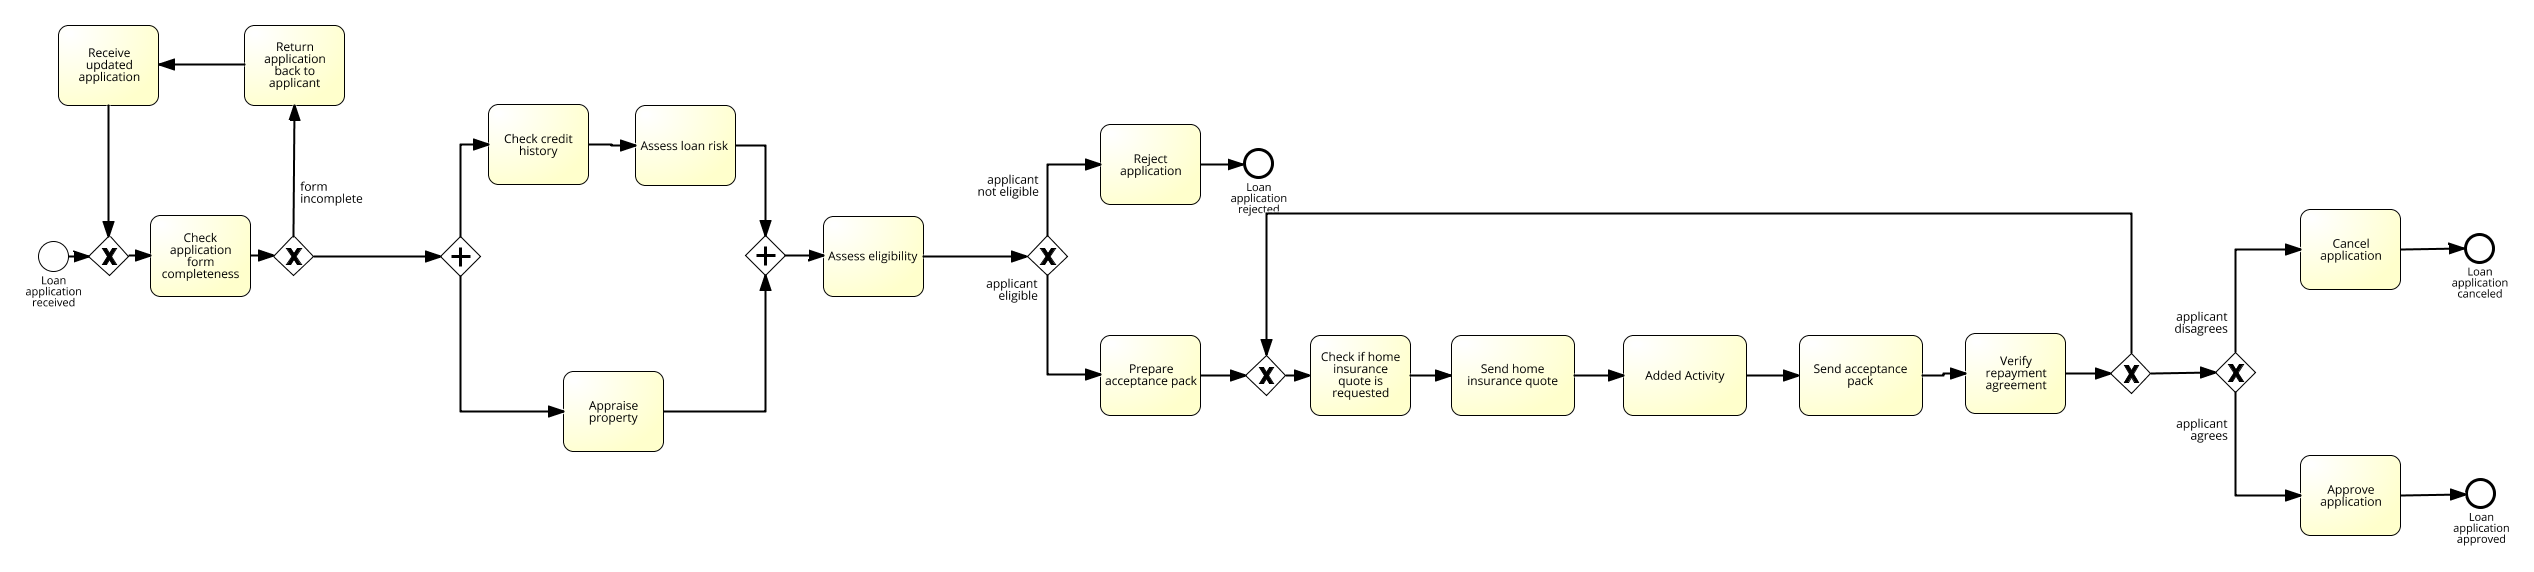 Receive
updated
application
Return
application
back to
applicant
form
incomplete
Loan
application
received
Check
application
form
completeness
Check credit
history
Assess loan risk
Appraise
property
Assess eligibility
applicant
not eligible
applicant
eligible
Reject
application
Loan
application
rejected
Prepare
acceptance pack
Check if home
insurance
quote is
requested
Send home
insurance quote
Added Activity
Send acceptance
pack
Verify
repayment
agreement
applicant
disagrees
applicant
agrees
Cancel
application
Loan
application
canceled
Approve
application
Loan
application
approved